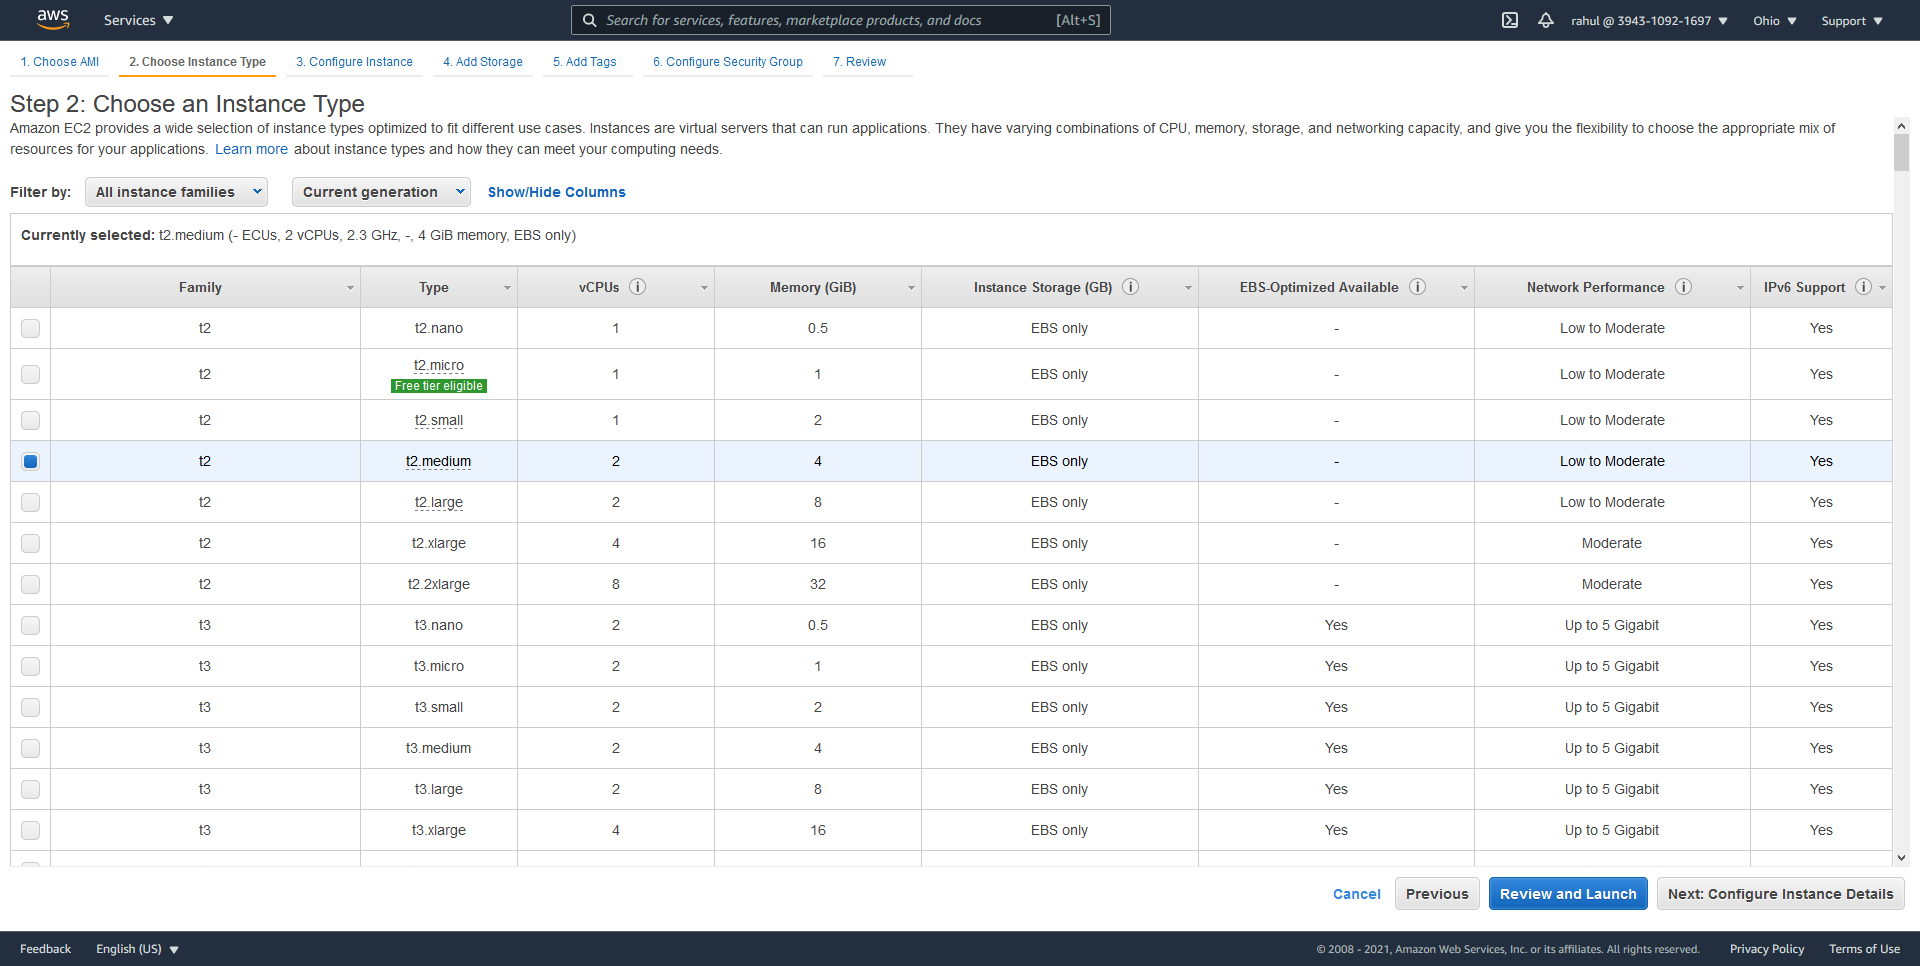 aws Services Search for services, features, marketplace products, and docs [Alt+S] rahul @ 3943-1092-1697 Ohio Support
1. Choose AMI 2. Choose Instance Type 3. Configure Instance 4. Add Storage 5. Add Tags 6. Configure Security Group 7. Review
Step 2: Choose an Instance Type
Amazon EC2 provides a wide selection of instance types optimized to fit different use cases. Instances are virtual servers that can run applications. They have varying combinations of CPU, memory, storage, and networking capacity, and give you the flexibility to choose the appropriate mix of
resources for your applications. Learn more about instance types and how they can meet your computing needs.
Filter by: All instance families Current generation Show/Hide Columns
Currently selected: t2.medium (- ECUs, 2 vCPUs, 2.3 GHz, -, 4 GiB memory, EBS only)
Family Type vCPUs i Memory (GiB) Instance Storage (GB) i EBS-Optimized Available i Network Performance i IPv6 Support i
t2 t2.nano 1 0.5 EBS only - Low to Moderate Yes
t2 t2.micro 1 1 EBS only - Low to Moderate Yes
Free tier eligible
t2 t2.small 1 2 EBS only - Low to Moderate Yes
t2 t2.medium 2 4 EBS only - Low to Moderate Yes
t2 t2.large 2 8 EBS only - Low to Moderate Yes
t2 t2.xlarge 4 16 EBS only - Moderate Yes
t2 t2.2xlarge 8 32 EBS only - Moderate Yes
t3 t3.nano 2 0.5 EBS only Yes Up to 5 Gigabit Yes
t3 t3.micro 2 1 EBS only Yes Up to 5 Gigabit Yes
t3 t3.small 2 2 EBS only Yes Up to 5 Gigabit Yes
t3 t3.medium 2 4 EBS only Yes Up to 5 Gigabit Yes
t3 t3.large 2 8 EBS only Yes Up to 5 Gigabit Yes
t3 t3.xlarge 4 16 EBS only Yes Up to 5 Gigabit Yes
Cancel Previous Review and Launch Next: Configure Instance Details
Feedback English (US) © 2008 - 2021, Amazon Web Services, Inc. or its affiliates. All rights reserved. Privacy Policy Terms of Use